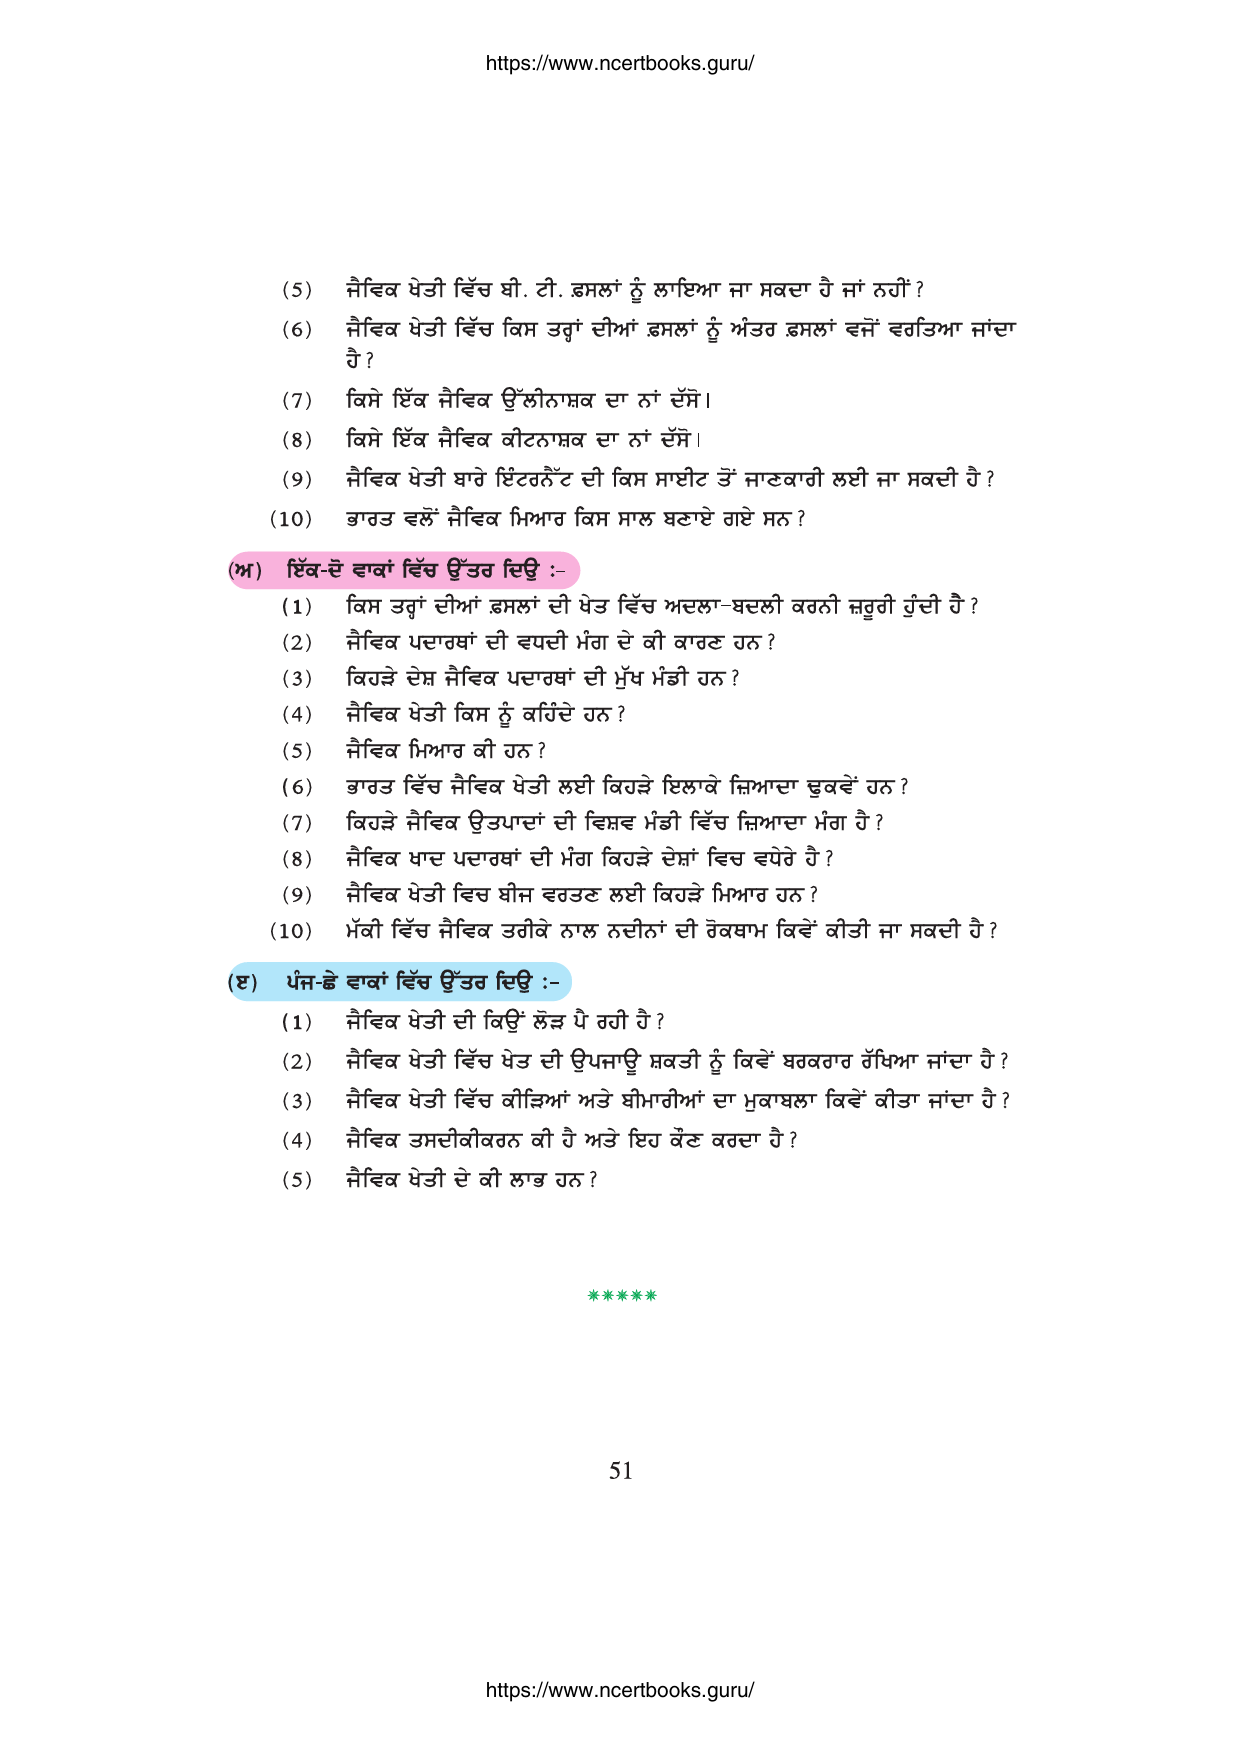 https://www.ncertbooks.guru/
(5) ਜੈਵਿਕ ਖੇਤੀ ਵਿੱਚ ਬੀ. ਟੀ. ਫ਼ਸਲਾਂ ਨੂੰ ਲਾਇਆ ਜਾ ਸਕਦਾ ਹੈ ਜਾਂ ਨਹੀਂ ?
(6) ਜੈਵਿਕ ਖੇਤੀ ਵਿੱਚ ਕਿਸ ਤਰ੍ਹਾਂ ਦੀਆਂ ਫ਼ਸਲਾਂ ਨੂੰ ਅੰਤਰ ਫ਼ਸਲਾਂ ਵਜੋਂ ਵਰਤਿਆ ਜਾਂਦਾ
ਹੈ ?
(7) ਕਿਸੇ ਇੱਕ ਜੈਵਿਕ ਉੱਲੀਨਾਸ਼ਕ ਦਾ ਨਾਂ ਦੱਸੋ।
(8) ਕਿਸੇ ਇੱਕ ਜੈਵਿਕ ਕੀਟਨਾਸ਼ਕ ਦਾ ਨਾਂ ਦੱਸੋ।
(9) ਜੈਵਿਕ ਖੇਤੀ ਬਾਰੇ ਇੰਟਰਨੈੱਟ ਦੀ ਕਿਸ ਸਾਈਟ ਤੋਂ ਜਾਣਕਾਰੀ ਲਈ ਜਾ ਸਕਦੀ ਹੈ ?
(10) ਭਾਰਤ ਵਲੋਂ ਜੈਵਿਕ ਮਿਆਰ ਕਿਸ ਸਾਲ ਬਣਾਏ ਗਏ ਸਨ ?
(ਅ) ਇੱਕ-ਦੋ ਵਾਕਾਂ ਵਿੱਚ ਉੱਤਰ ਦਿਉ :–
(1) ਕਿਸ ਤਰ੍ਹਾਂ ਦੀਆਂ ਫ਼ਸਲਾਂ ਦੀ ਖੇਤ ਵਿੱਚ ਅਦਲਾ-ਬਦਲੀ ਕਰਨੀ ਜ਼ਰੂਰੀ ਹੁੰਦੀ ਹੈ ?
(2) ਜੈਵਿਕ ਪਦਾਰਥਾਂ ਦੀ ਵਧਦੀ ਮੰਗ ਦੇ ਕੀ ਕਾਰਣ ਹਨ ?
(3) ਕਿਹੜੇ ਦੇਸ਼ ਜੈਵਿਕ ਪਦਾਰਥਾਂ ਦੀ ਮੁੱਖ ਮੰਡੀ ਹਨ ?
(4) ਜੈਵਿਕ ਖੇਤੀ ਕਿਸ ਨੂੰ ਕਹਿੰਦੇ ਹਨ ?
(5) ਜੈਵਿਕ ਮਿਆਰ ਕੀ ਹਨ ?
(6) ਭਾਰਤ ਵਿੱਚ ਜੈਵਿਕ ਖੇਤੀ ਲਈ ਕਿਹੜੇ ਇਲਾਕੇ ਜ਼ਿਆਦਾ ਢੁਕਵੇਂ ਹਨ ?
(7) ਕਿਹੜੇ ਜੈਵਿਕ ਉਤਪਾਦਾਂ ਦੀ ਵਿਸ਼ਵ ਮੰਡੀ ਵਿੱਚ ਜ਼ਿਆਦਾ ਮੰਗ ਹੈ ?
(8) ਜੈਵਿਕ ਖਾਦ ਪਦਾਰਥਾਂ ਦੀ ਮੰਗ ਕਿਹੜੇ ਦੇਸ਼ਾਂ ਵਿਚ ਵਧੇਰੇ ਹੈ ?
(9) ਜੈਵਿਕ ਖੇਤੀ ਵਿਚ ਬੀਜ ਵਰਤਣ ਲਈ ਕਿਹੜੇ ਮਿਆਰ ਹਨ ?
(10) ਮੱਕੀ ਵਿੱਚ ਜੈਵਿਕ ਤਰੀਕੇ ਨਾਲ ਨਦੀਨਾਂ ਦੀ ਰੋਕਥਾਮ ਕਿਵੇਂ ਕੀਤੀ ਜਾ ਸਕਦੀ ਹੈ ?
(ੲ) ਪੰਜ-ਛੇ ਵਾਕਾਂ ਵਿੱਚ ਉੱਤਰ ਦਿਉ :–
(1) ਜੈਵਿਕ ਖੇਤੀ ਦੀ ਕਿਉਂ ਲੋੜ ਪੈ ਰਹੀ ਹੈ ?
(2) ਜੈਵਿਕ ਖੇਤੀ ਵਿੱਚ ਖੇਤ ਦੀ ਉਪਜਾਊ ਸ਼ਕਤੀ ਨੂੰ ਕਿਵੇਂ ਬਰਕਰਾਰ ਰੱਖਿਆ ਜਾਂਦਾ ਹੈ ?
(3) ਜੈਵਿਕ ਖੇਤੀ ਵਿੱਚ ਕੀੜਿਆਂ ਅਤੇ ਬੀਮਾਰੀਆਂ ਦਾ ਮੁਕਾਬਲਾ ਕਿਵੇਂ ਕੀਤਾ ਜਾਂਦਾ ਹੈ ?
(4) ਜੈਵਿਕ ਤਸਦੀਕੀਕਰਨ ਕੀ ਹੈ ਅਤੇ ਇਹ ਕੌਣ ਕਰਦਾ ਹੈ ?
(5) ਜੈਵਿਕ ਖੇਤੀ ਦੇ ਕੀ ਲਾਭ ਹਨ ?
*****
51
https://www.ncertbooks.guru/